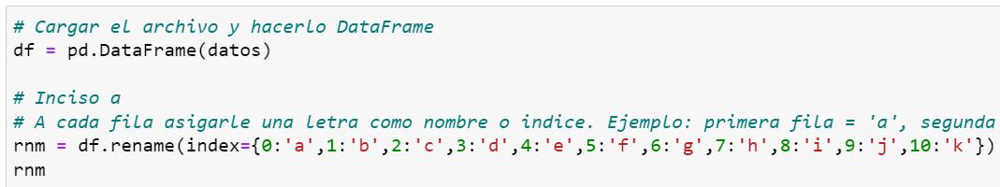 # Cargar el archivo y hacerlo DataFrame
df = pd.DataFrame(datos)
# Inciso a
# A cada fila asigarle una letra como nombre o indice. Ejemplo: primera fila = 'a', segunda
rnm = df.rename(index={0:'a',1:'b',2:'c',3:'d',4:'e',5:'f',6:'g',7:'h',8:'i',9:'j',10:'k'})
rnm